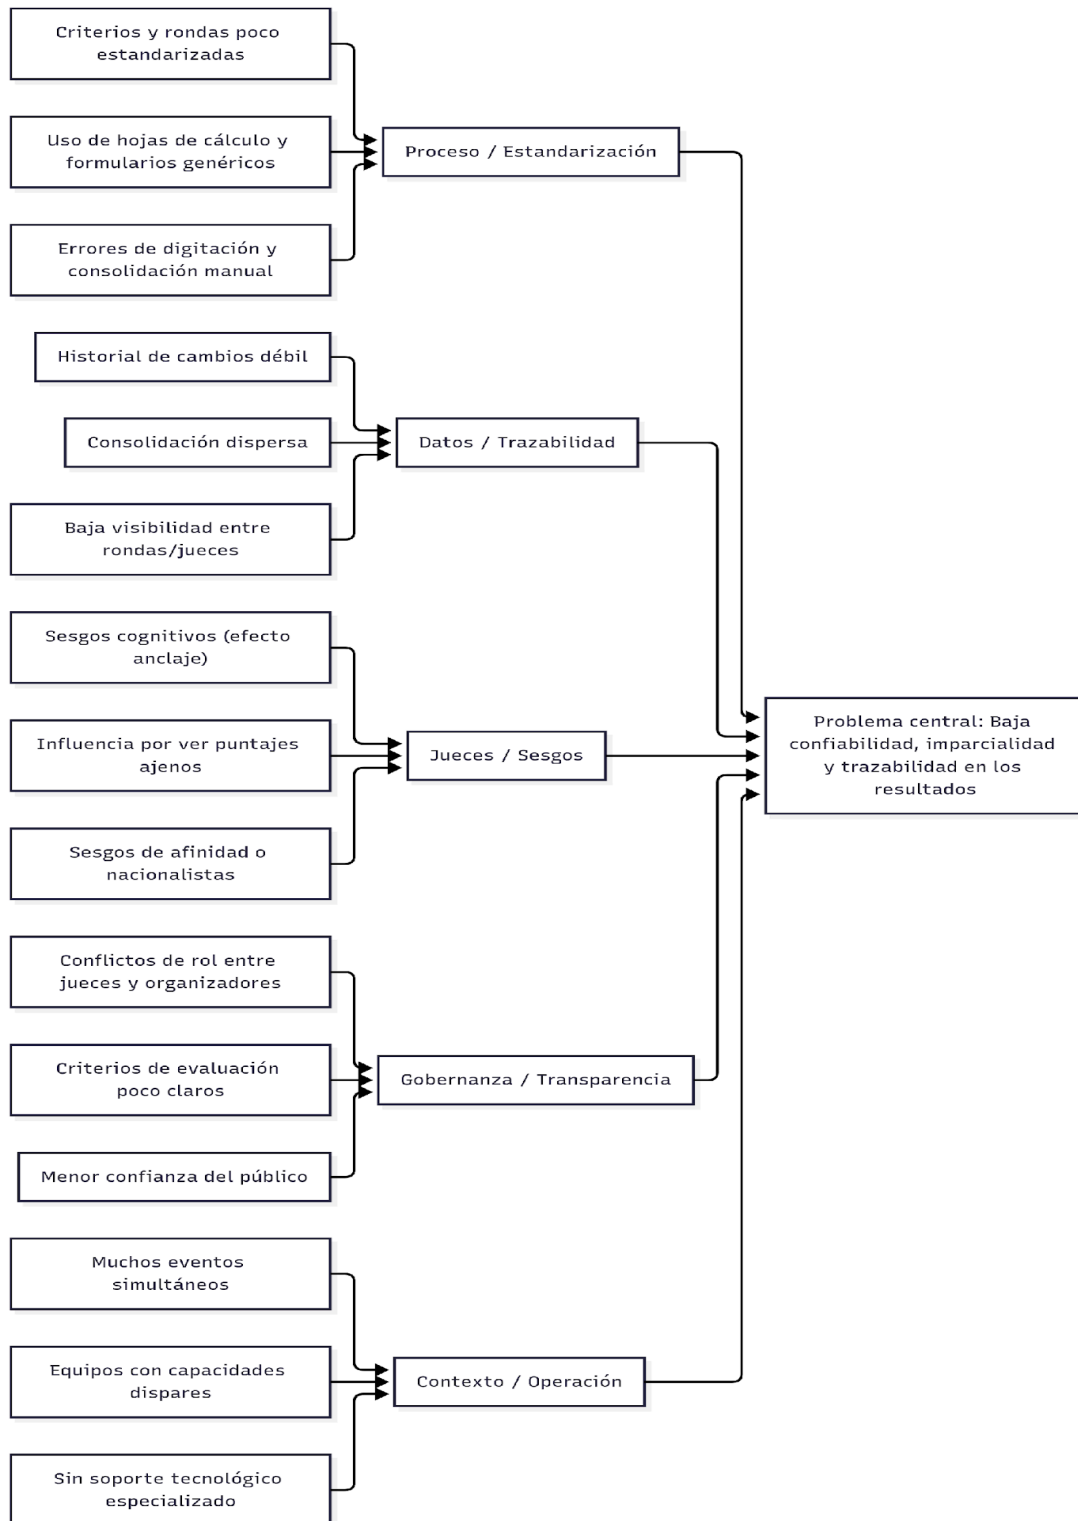 Criterios y rondas poco
estandarizadas
Uso de hojas de cálculo y
formularios genéricos
Errores de digitación y
consolidación manual
Proceso / Estandarización
Historial de cambios débil
Consolidación dispersa
Baja visibilidad entre
rondas/jueces
Datos / Trazabilidad
Sesgos cognitivos (efecto
anclaje)
Influencia por ver puntajes
ajenos
Sesgos de afinidad o
nacionalistas
Jueces / Sesgos
Conflictos de rol entre
jueces y organizadores
Criterios de evaluación
poco claros
Menor confianza del público
Gobernanza / Transparencia
Muchos eventos
simultáneos
Equipos con capacidades
dispares
Sin soporte tecnológico
especializado
Contexto / Operación
Problema central: Baja
confiabilidad, imparcialidad
y trazabilidad en los
resultados